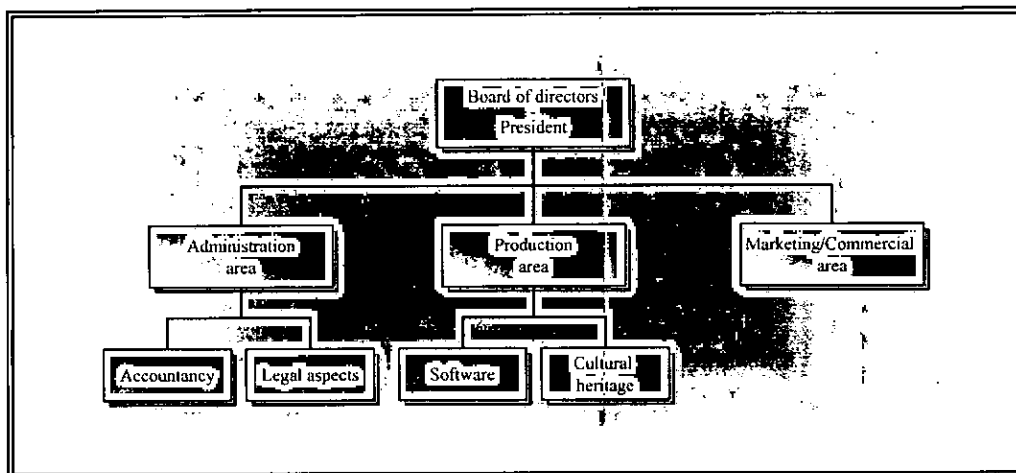 Board of directors
President
Administration
area
Production
area
Marketing/Commercial
area
Accountancy
Legal aspects
Software
Cultural
heritage